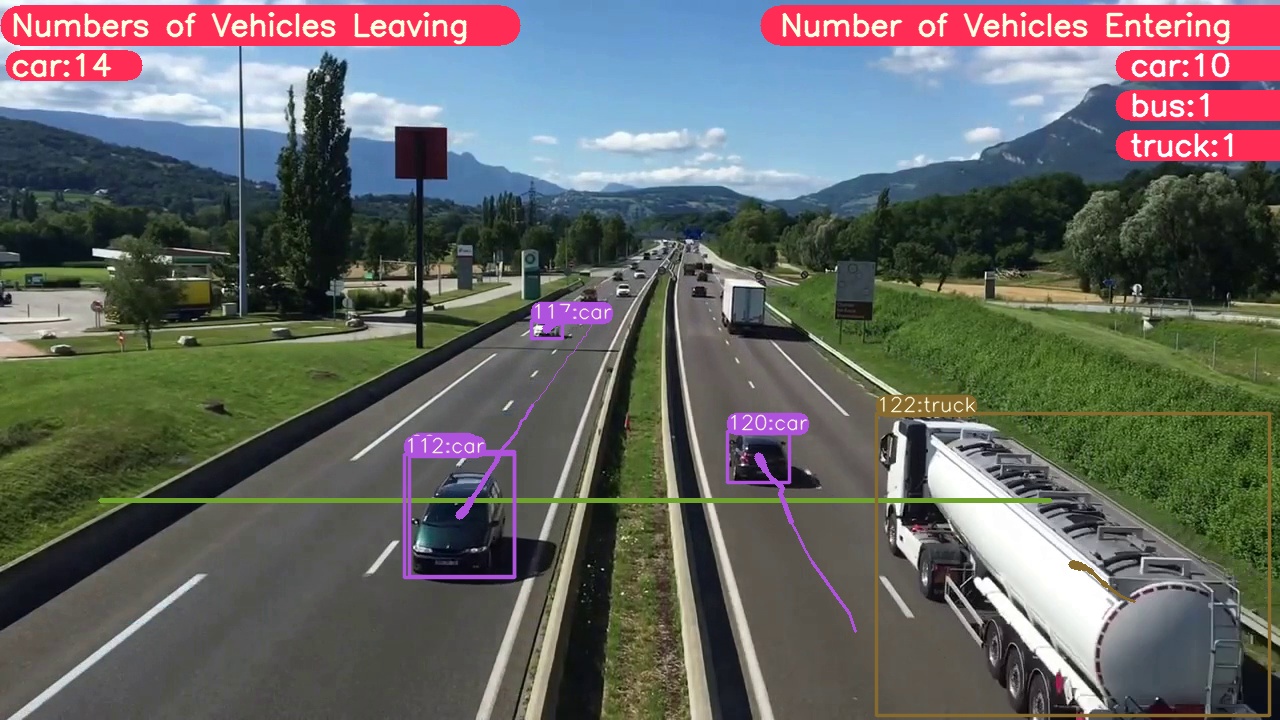 Numbers of Vehicles Leaving
Number of Vehicles Entering
car:14
car:10
bus:1
truck:1
117:car
122:truck
120:car
112:car